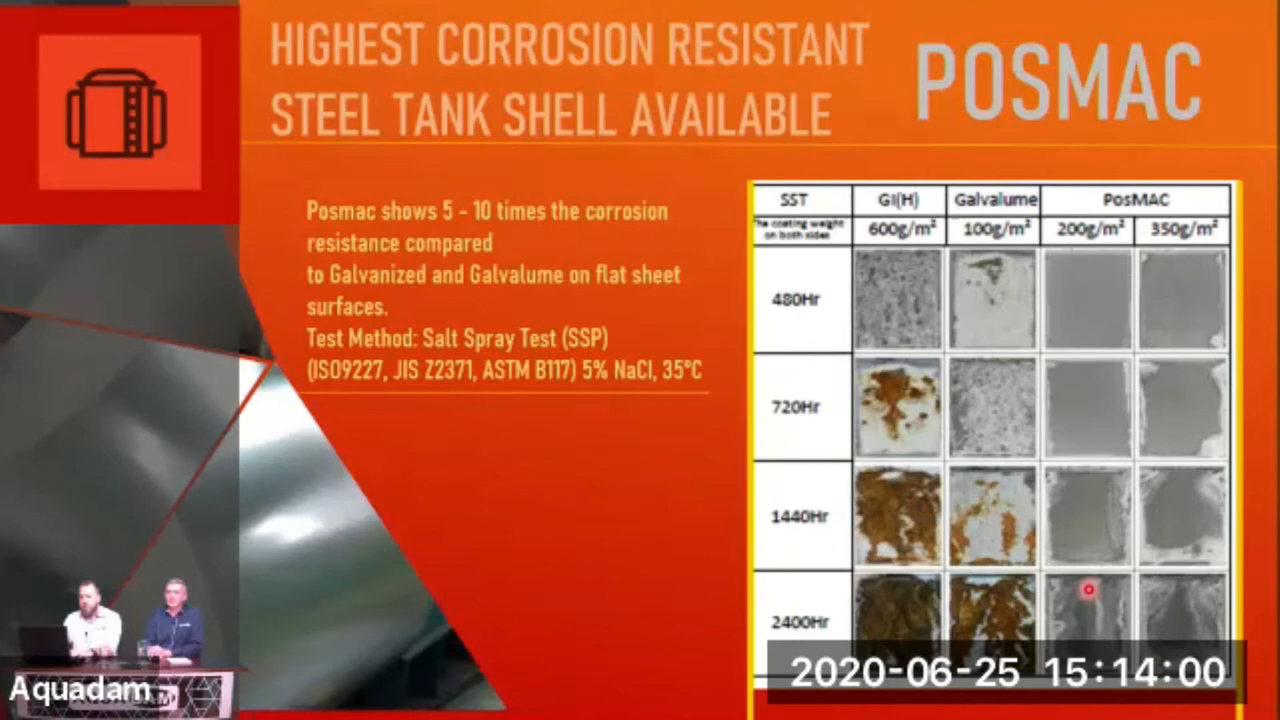 HIGHEST CORROSION RESISTANT
STEEL TANK SHELL AVAILABLE
POSMAC
Posmac shows 5 - 10 times the corrosion
resistance compared
to Galvanized and Galvalume on flat sheet
surfaces.
Test Method: Salt Spray Test (SSP)
(ISO9227, JIS Z2371, ASTM B117) 5% NaCl, 35°C
SST GI(H) Galvalume PosMAC
The coating weight
on both sides
600g/m² 100g/m² 200g/m² 350g/m²
480Hr
720Hr
1440Hr
2400Hr
2020-06-25 15:14:00
Aquadam